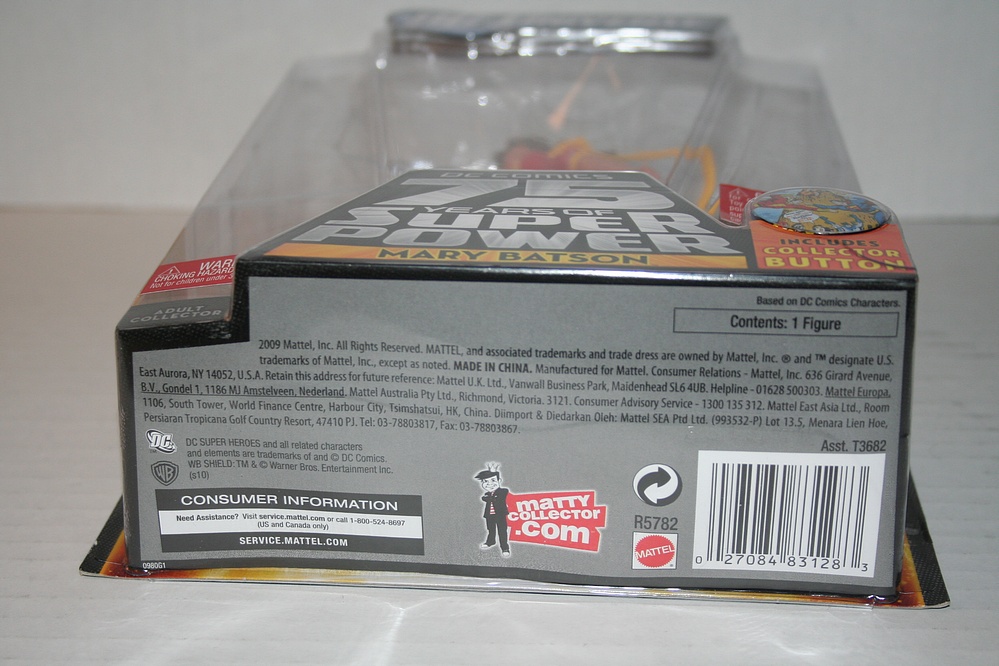 DC COMICS
75
YEARS OF
SUPER
POWER
MARY BATSON
INCLUDES
COLLECTOR
BUTTON
CHOKING HAZARD
Not for children under 3
ADULT
COLLECTOR
Based on DC Comics Characters.
Contents: 1 Figure
2009 Mattel, Inc. All Rights Reserved. MATTEL, and associated trademarks and trade dress are owned by Mattel, Inc. ® and ™ designate U.S.
trademarks of Mattel, Inc., except as noted. MADE IN CHINA. Manufactured for Mattel, Consumer Relations - Mattel, Inc. 636 Girard Avenue,
East Aurora, NY 14052, U.S.A. Retain this address for future reference: Mattel U.K. Ltd., Vanwall Business Park, Maidenhead SL6 4UB. Helpline - 01628 500303. Mattel Europa,
B.V., Gondel 1, 1186 MJ Amstelveen, Nederland. Mattel Australia Pty Ltd., Richmond, Victoria. 3121. Consumer Advisory Service - 1300 135 312. Mattel East Asia Ltd., Room
1106, South Tower, World Finance Centre, Harbour City, Tsimshatsui, HK, China. Diimport & Diedarkan Oleh: Mattel SEA Ptd Ltd. (993532-P) Lot 13.5, Menara Lien Hoe,
Persiaran Tropicana Golf Country Resort, 47410 PJ. Tel: 03-78803817, Fax: 03-78803867.
Asst. T3682
DC
DC SUPER HEROES and all related characters
and elements are trademarks of and © DC Comics.
WB SHIELD: TM & © Warner Bros. Entertainment Inc.
(s10)
WB
CONSUMER INFORMATION
Need Assistance? Visit service.mattel.com or call 1-800-524-8697
(US and Canada only)
SERVICE.MATTEL.COM
0980G1
matty
COLLECTOR
.com
R5782
MATTEL
0 27084 83128 3